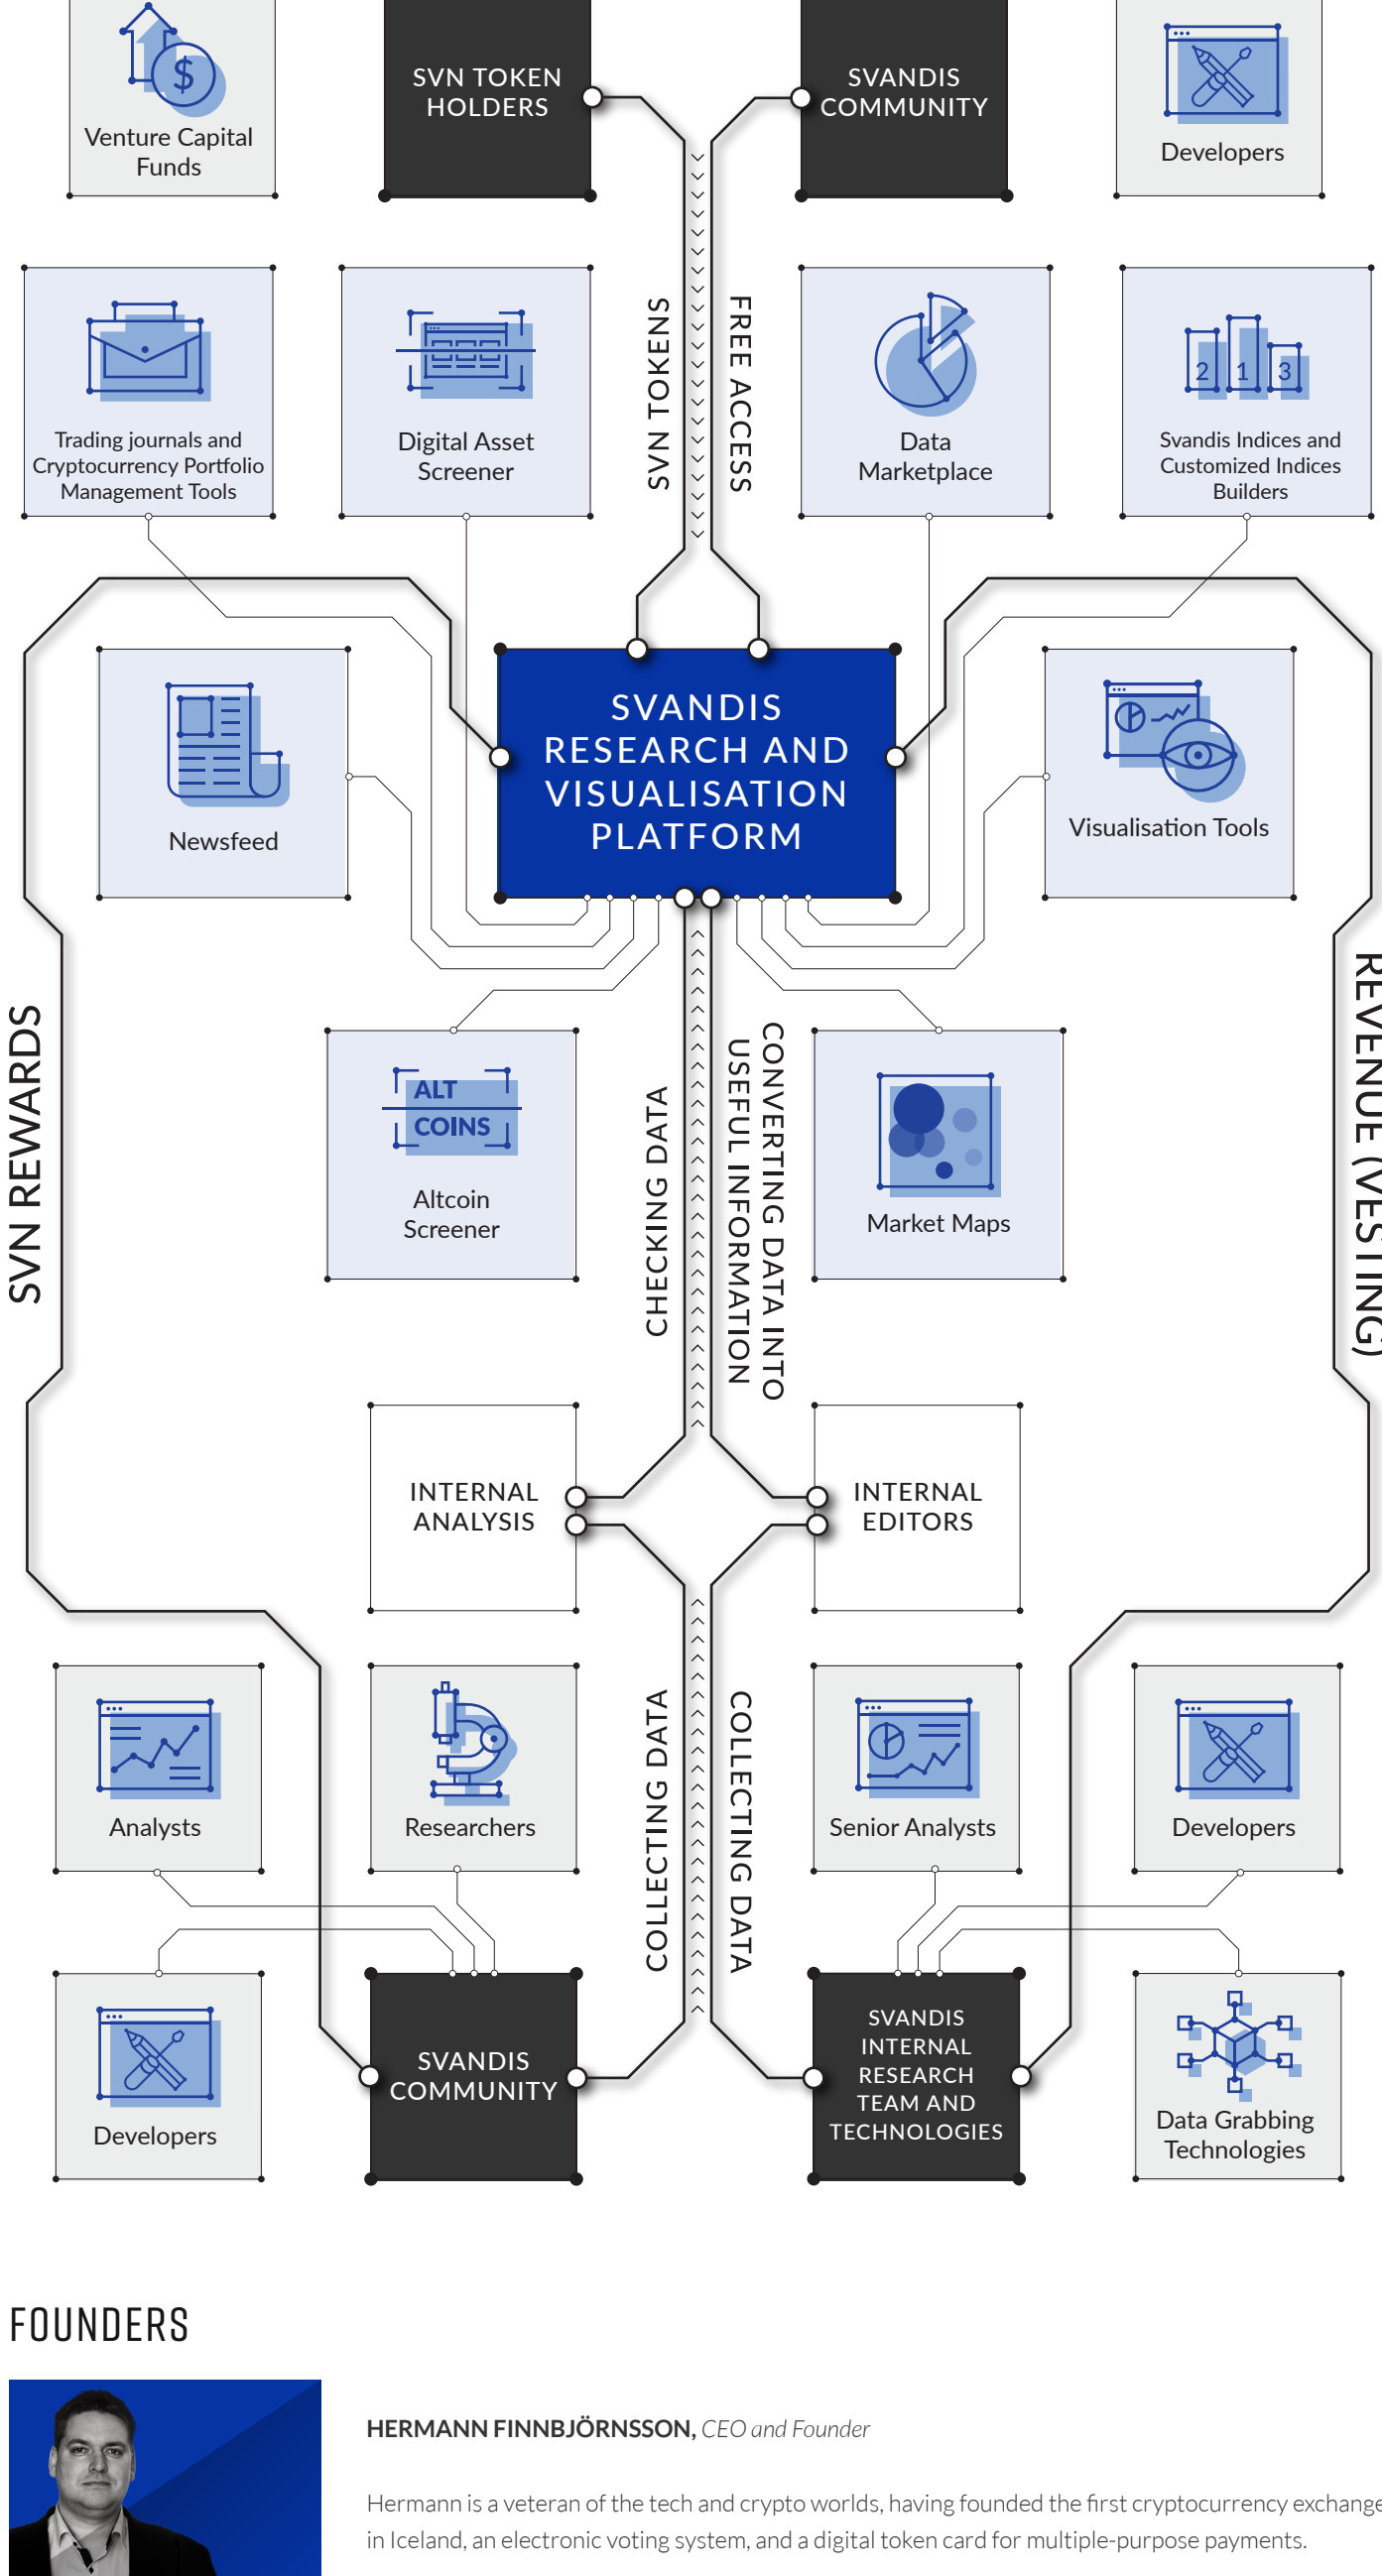 $
Venture Capital
Funds
SVN TOKEN
HOLDERS
SVANDIS
COMMUNITY
Developers
SVN TOKENS
FREE ACCESS
Trading journals and
Cryptocurrency Portfolio
Management Tools
Digital Asset
Screener
Data
Marketplace
2 1 3
Svandis Indices and
Customized Indices
Builders
SVANDIS
RESEARCH AND
VISUALISATION
PLATFORM
Newsfeed
Visualisation Tools
SVN REWARDS
REVENUE (VESTING)
ALT
COINS
Altcoin
Screener
CHECKING DATA
CONVERTING DATA INTO
USEFUL INFORMATION
Market Maps
INTERNAL
ANALYSIS
INTERNAL
EDITORS
Analysts
Researchers
COLLECTING DATA
COLLECTING DATA
Senior Analysts
Developers
Developers
SVANDIS
COMMUNITY
SVANDIS
INTERNAL
RESEARCH
TEAM AND
TECHNOLOGIES
Data Grabbing
Technologies
FOUNDERS
HERMANN FINNBJÖRNSSON, CEO and Founder
Hermann is a veteran of the tech and crypto worlds, having founded the first cryptocurrency exchange
in Iceland, an electronic voting system, and a digital token card for multiple-purpose payments.